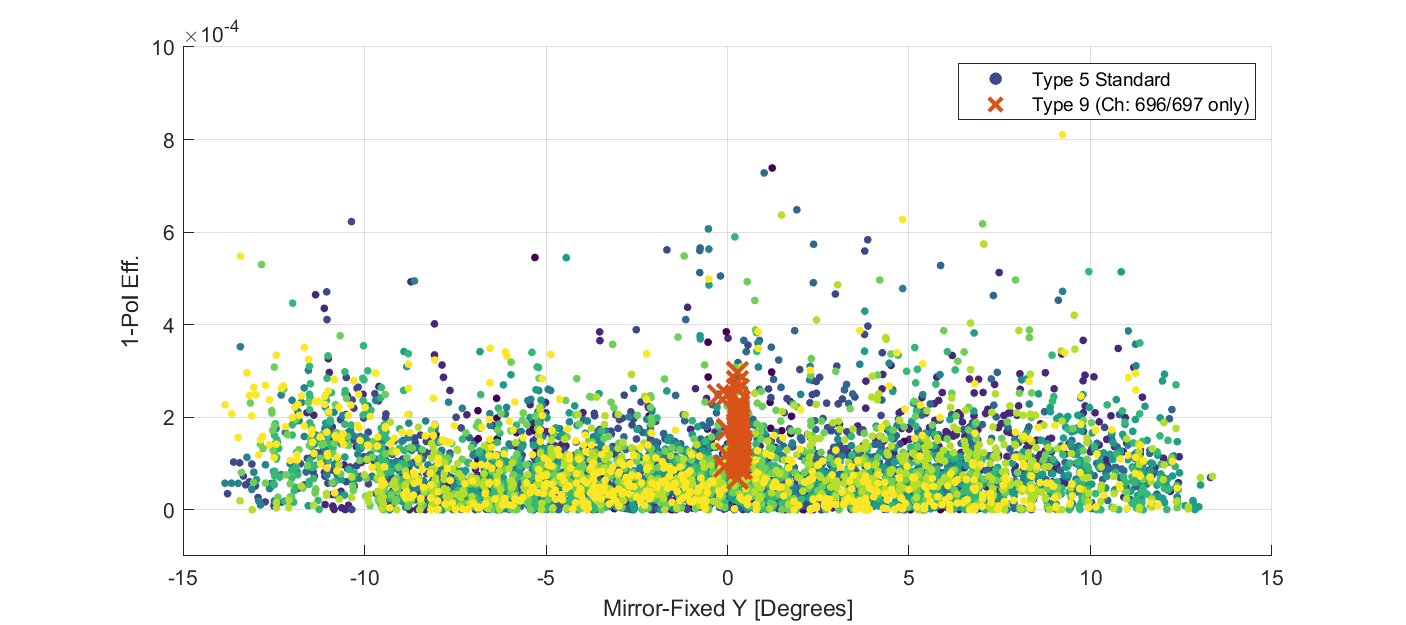 ×10-4
10
8
6
4
2
0
1-Pol Eff.
Type 5 Standard
Type 9 (Ch: 696/697 only)
-15 -10 -5 0 5 10 15
Mirror-Fixed Y [Degrees]